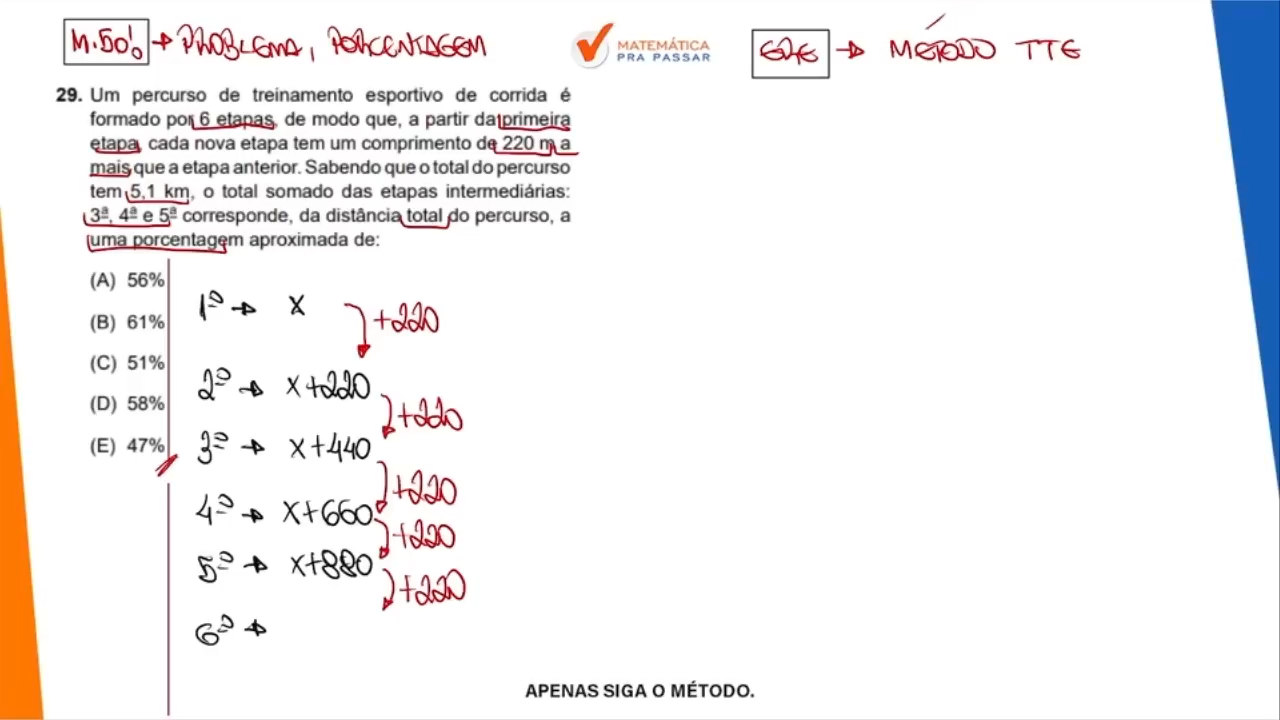 M.50% → PROBLEMA, PORCENTAGEM
MATEMÁTICA
PRA PASSAR
→ MÉTODO TTE
29. Um percurso de treinamento esportivo de corrida é
formado por 6 etapas, de modo que, a partir da primeira
etapa, cada nova etapa tem um comprimento de 220 m a
mais que a etapa anterior. Sabendo que o total do percurso
tem 5,1 km, o total somado das etapas intermediárias:
3ª, 4ª e 5ª corresponde, da distância total do percurso, a
uma porcentagem aproximada de:
(A) 56%
(B) 61%
(C) 51%
(D) 58%
(E) 47%
1º → X
+220
2º → X+220
+220
3º → X+440
+220
4º → X+660
+220
5º → X+880
+220
6º →
APENAS SIGA O MÉTODO.